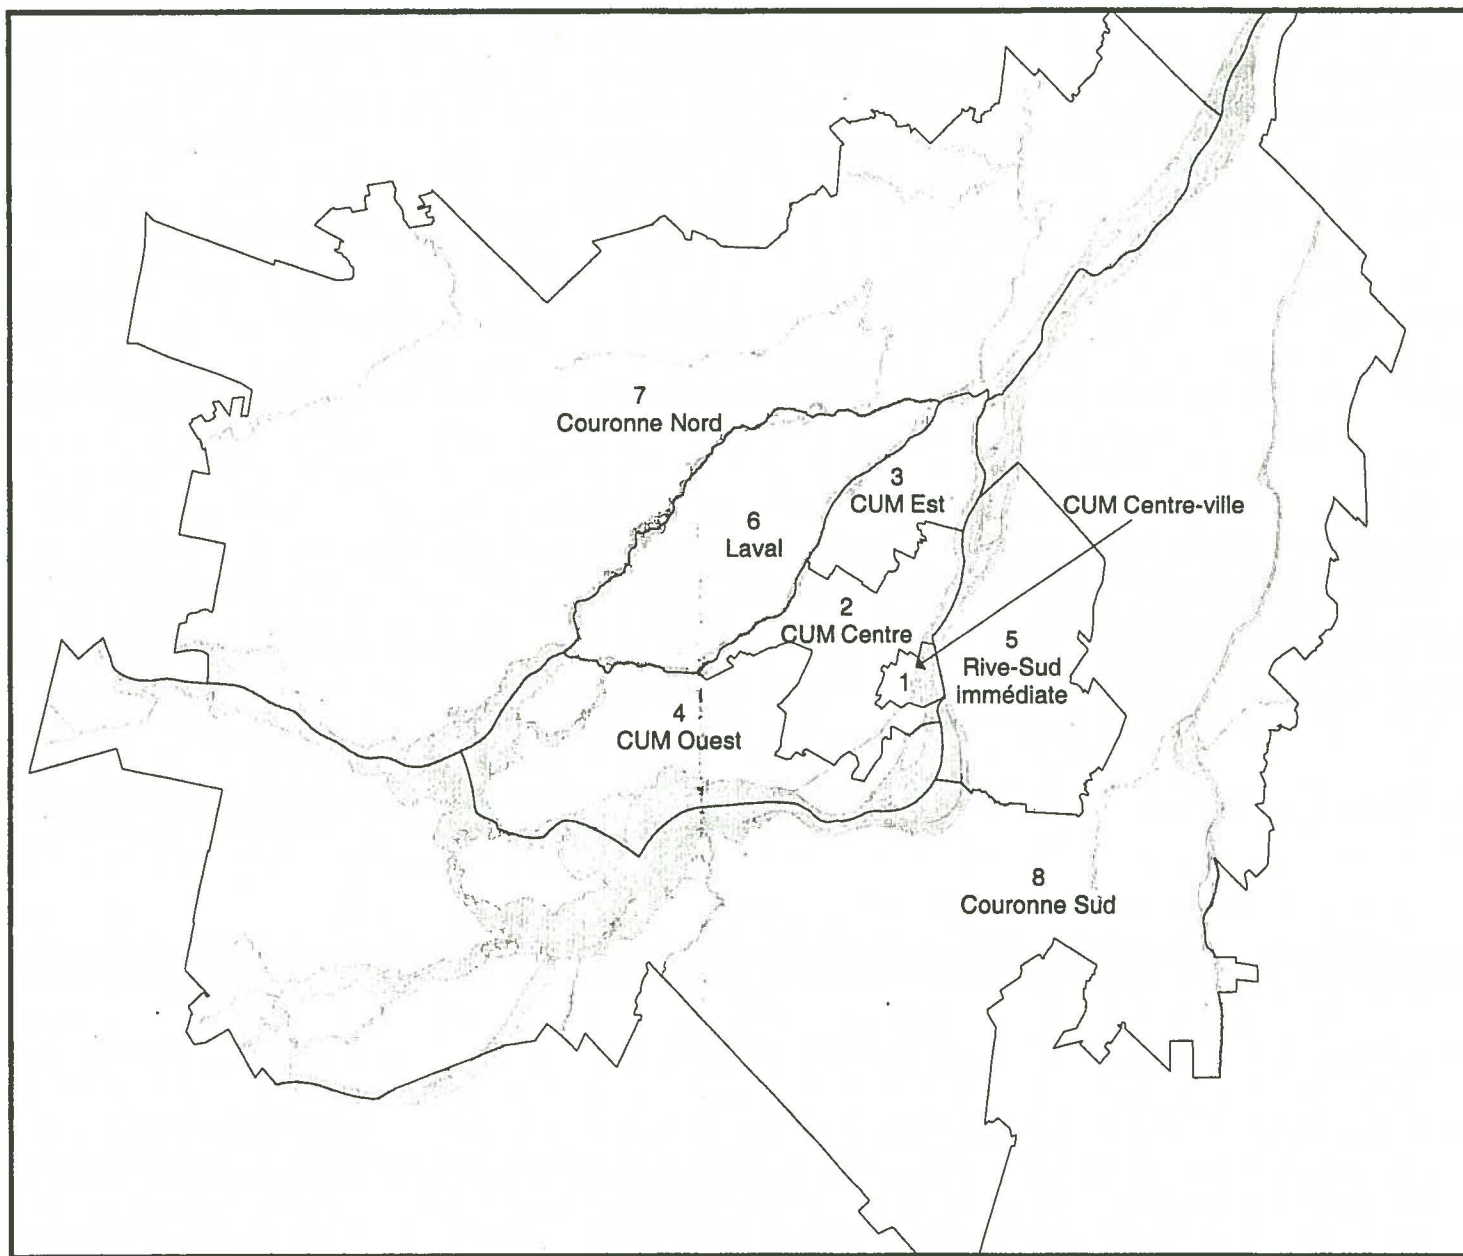 7
Couronne Nord
3
CUM Est
CUM Centre-ville
6
Laval
2
CUM Centre
5
Rive-Sud
immédiate
1
4
CUM Ouest
8
Couronne Sud